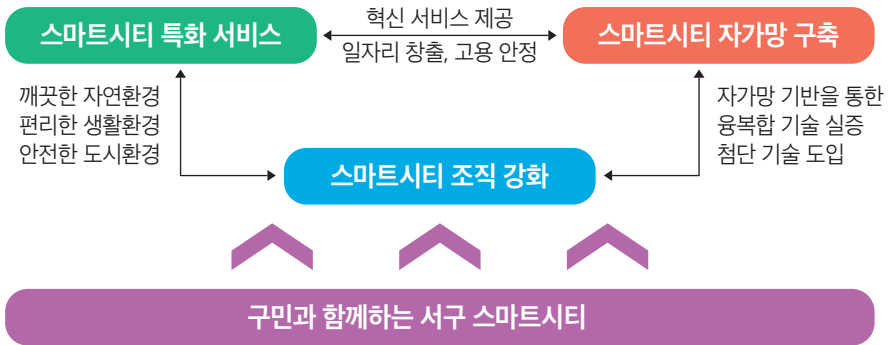 스마트시티 특화 서비스
혁신 서비스 제공
일자리 창출, 고용 안정
스마트시티 자가망 구축
깨끗한 자연환경
편리한 생활환경
안전한 도시환경
자가망 기반을 통한
융복합 기술 실증
첨단 기술 도입
스마트시티 조직 강화
구민과 함께하는 서구 스마트시티